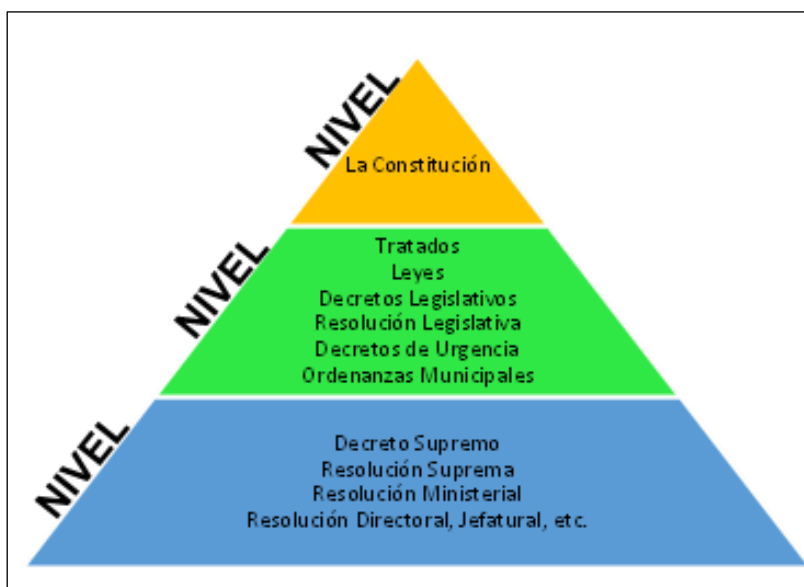 NIVEL
La Constitución
NIVEL
Tratados
Leyes
Decretos Legislativos
Resolución Legislativa
Decretos de Urgencia
Ordenanzas Municipales
NIVEL
Decreto Supremo
Resolución Suprema
Resolución Ministerial
Resolución Directoral, Jefatural, etc.